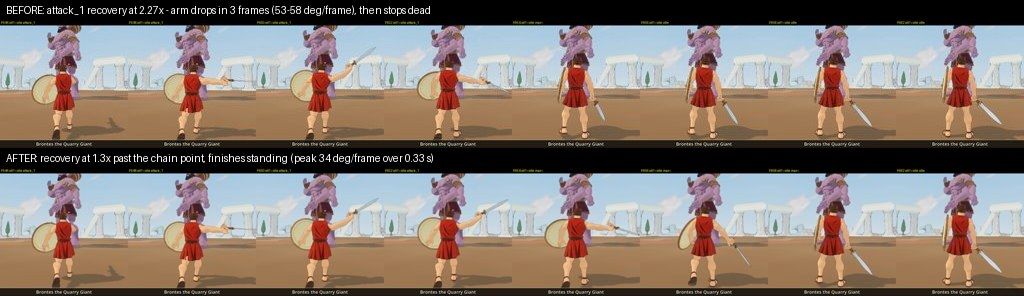 BEFORE: attack_1 recovery at 2.27x - arm drops in 3 frames (53-58 deg/frame), then stops dead
Brontes the Quarry Giant Brontes the Quarry Giant Brontes the Quarry Giant Brontes the Quarry Giant Brontes the Quarry Giant Brontes the Quarry Giant Brontes the Quarry Giant Brontes the Quarry Giant
AFTER recovery at 1.3x past the chain point, finishes standing (peak 34 deg/frame over 0.33 s)
Brontes the Quarry Giant Brontes the Quarry Giant Brontes the Quarry Giant Brontes the Quarry Giant Brontes the Quarry Giant Brontes the Quarry Giant Brontes the Quarry Giant Brontes the Quarry Giant